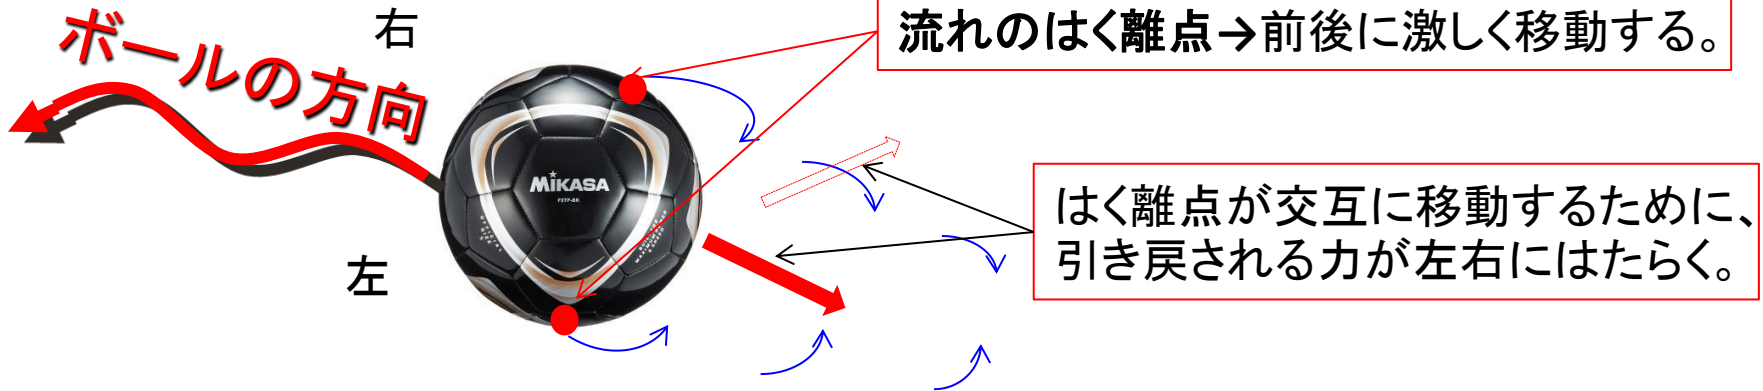 流れのはく離点→前後に激しく移動する。
右
ボールの方向
MIKASA
はく離点が交互に移動するために、
引き戻される力が左右にはたらく。
左